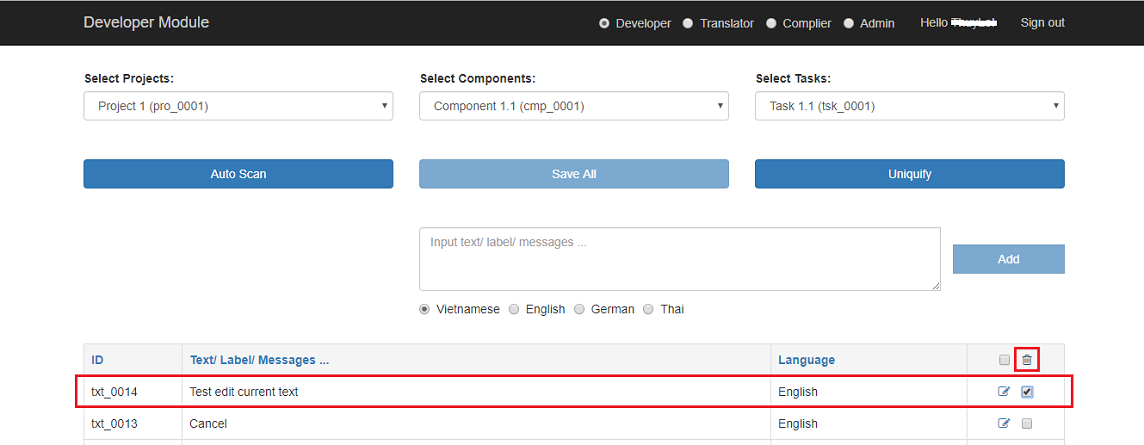 Developer Module
Developer Translator Complier Admin Hello Sign out
Select Projects: Select Components: Select Tasks:
Project 1 (pro_0001) Component 1.1 (cmp_0001) Task 1.1 (tsk_0001)
Auto Scan Save All Uniquify
Input text/ label/ messages ...
Add
Vietnamese English German Thai
ID Text/ Label/ Messages ... Language
txt_0014 Test edit current text English
txt_0013 Cancel English